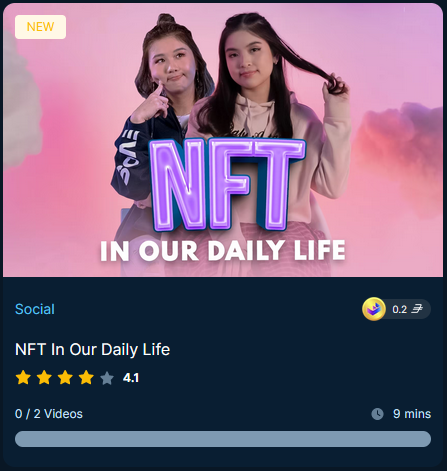 NEW
EVOS
NFT
IN OUR DAILY LIFE
Social
0.2
NFT In Our Daily Life
4.1
0 / 2 Videos
9 mins